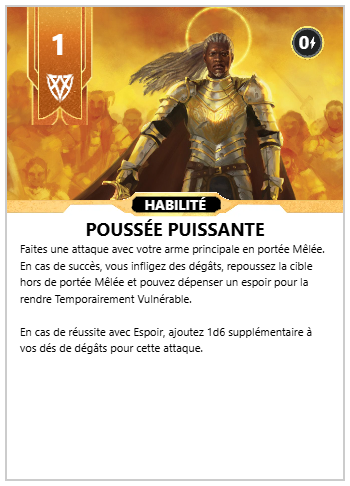 1
0
HABILITÉ
POUSSÉE PUISSANTE
Faites une attaque avec votre arme principale en portée Mêlée.
En cas de succès, vous infligez des dégâts, repoussez la cible
hors de portée Mêlée et pouvez dépenser un espoir pour la
rendre Temporairement Vulnérable.
En cas de réussite avec Espoir, ajoutez 1d6 supplémentaire à
vos dés de dégâts pour cette attaque.